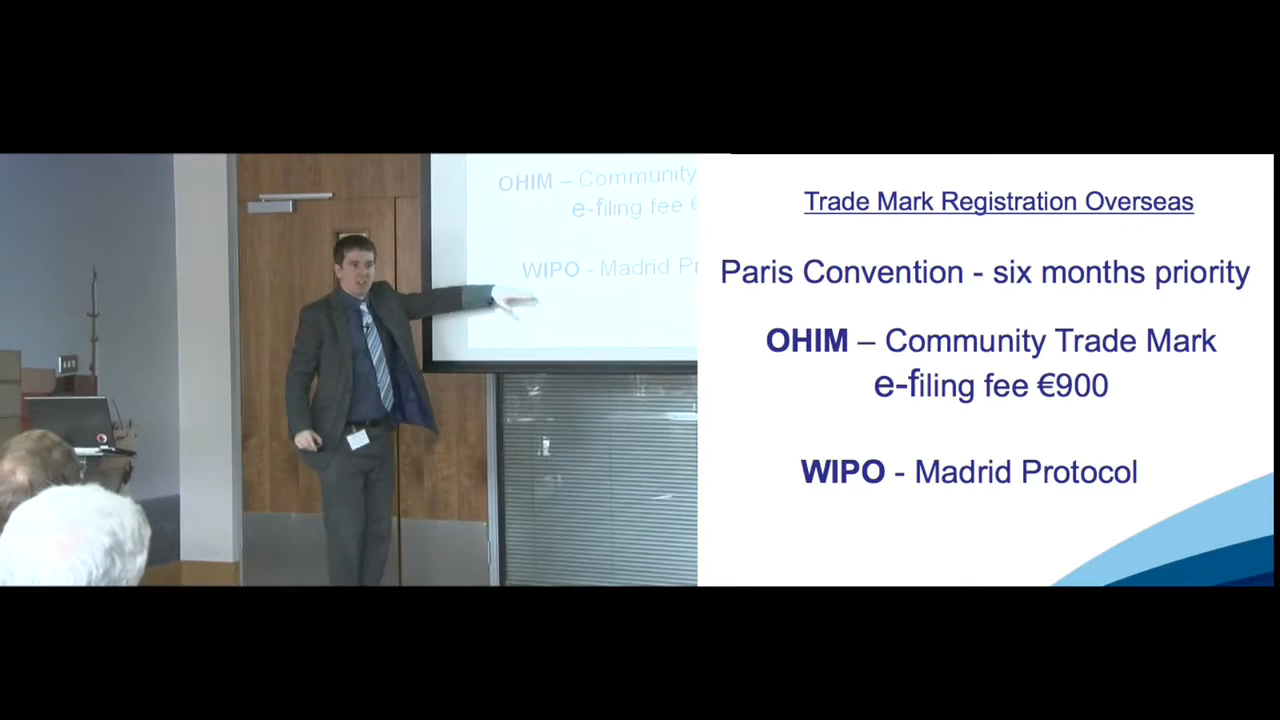 OHIM – Community
e-filing fee €
WIPO - Madrid Pr
Trade Mark Registration Overseas
Paris Convention - six months priority
OHIM – Community Trade Mark
e-filing fee €900
WIPO - Madrid Protocol